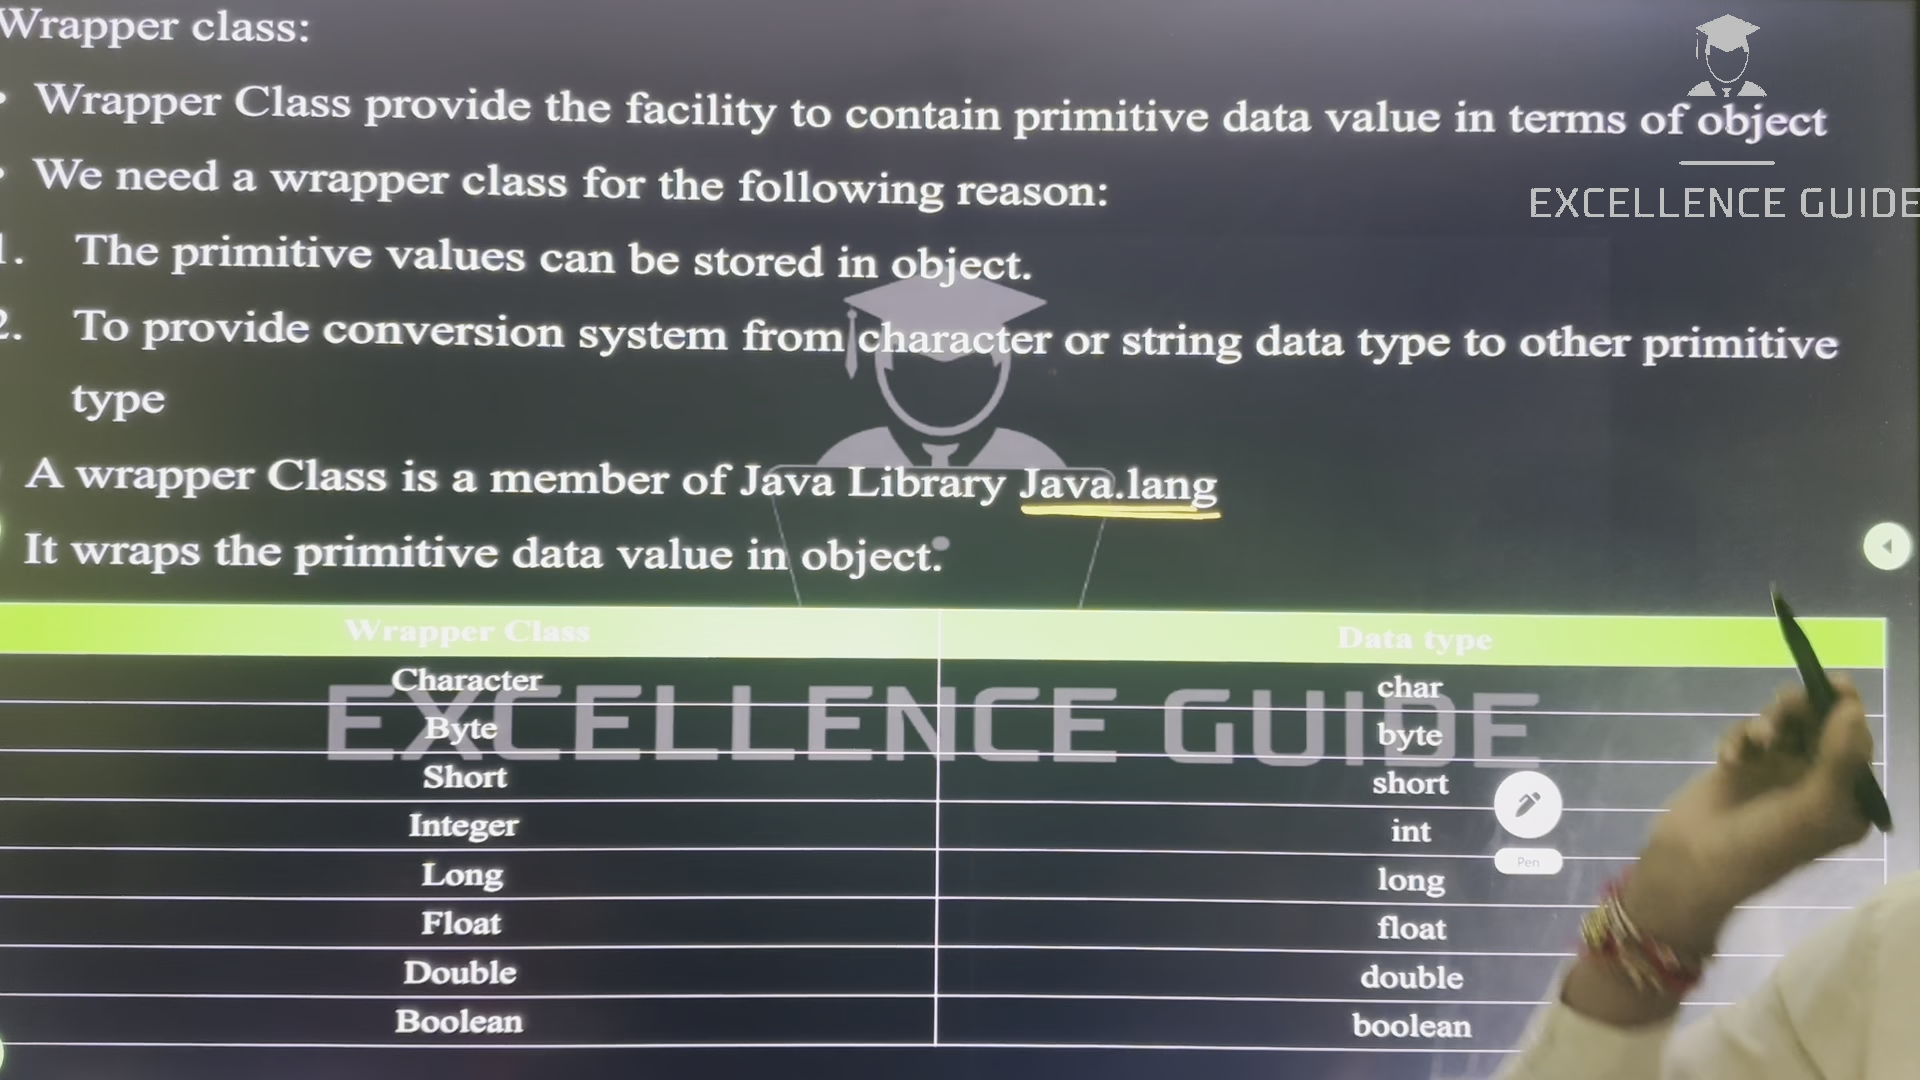 Wrapper class:
EXCELLENCE GUIDE
• Wrapper Class provide the facility to contain primitive data value in terms of object
• We need a wrapper class for the following reason:
1. The primitive values can be stored in object.
2. To provide conversion system from character or string data type to other primitive
type
A wrapper Class is a member of Java Library Java.lang
It wraps the primitive data value in object.
Wrapper Class Data type
Character char
EXCELLENCE GUIDE
Byte byte
Short short
Integer int
Pen
Long long
Float float
Double double
Boolean boolean